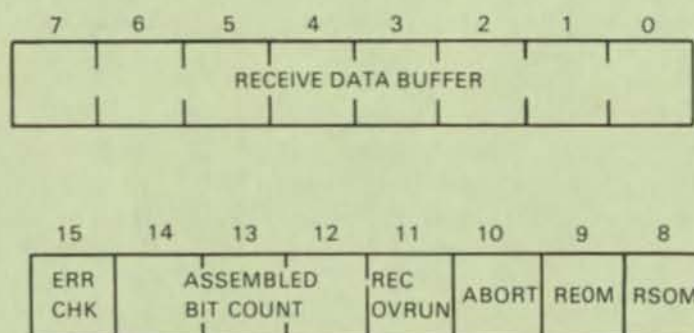 7 6 5 4 3 2 1 0
RECEIVE DATA BUFFER
15 14 13 12 11 10 9 8
ERR CHK ASSEMBLED BIT COUNT REC OVRUN ABORT REOM RSOM